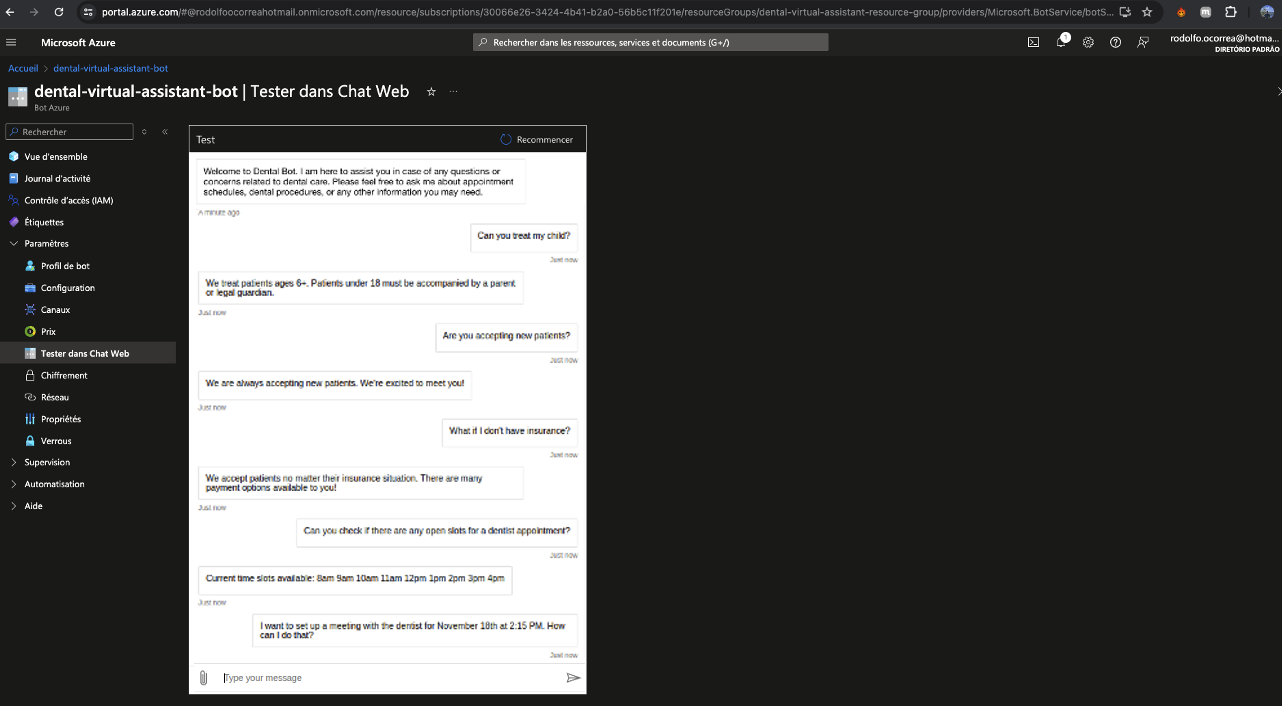 portal.azure.com/#@rodolfoocorreahotmail.onmicrosoft.com/resource/subscriptions/30066e26-3424-4b41-b2a0-56b5c11f201e/resourceGroups/dental-virtual-assistant-resource-group/providers/Microsoft.BotService/botS...
Microsoft Azure
Rechercher dans les ressources, services et documents (G+/)
1
rodolfo.ocorrea@hotma...
DIRETÓRIO PADRÃO
Accueil > dental-virtual-assistant-bot
dental-virtual-assistant-bot | Tester dans Chat Web
Bot Azure
Rechercher
Vue d'ensemble
Journal d'activité
Contrôle d'accès (IAM)
Étiquettes
Paramètres
Profil de bot
Configuration
Canaux
Prix
Tester dans Chat Web
Chiffrement
Réseau
Propriétés
Verrous
Supervision
Automatisation
Aide
Test
Recommencer
Welcome to Dental Bot. I am here to assist you in case of any questions or
concerns related to dental care. Please feel free to ask me about appointment
schedules, dental procedures, or any other information you may need.
A minute ago
Can you treat my child?
Just now
We treat patients ages 6+. Patients under 18 must be accompanied by a parent
or legal guardian.
Just now
Are you accepting new patients?
Just now
We are always accepting new patients. We're excited to meet you!
Just now
What if I don't have insurance?
Just now
We accept patients no matter their insurance situation. There are many
payment options available to you!
Just now
Can you check if there are any open slots for a dentist appointment?
Just now
Current time slots available: 8am 9am 10am 11am 12pm 1pm 2pm 3pm 4pm
Just now
I want to set up a meeting with the dentist for November 18th at 2:15 PM. How
can I do that?
Just now
Type your message